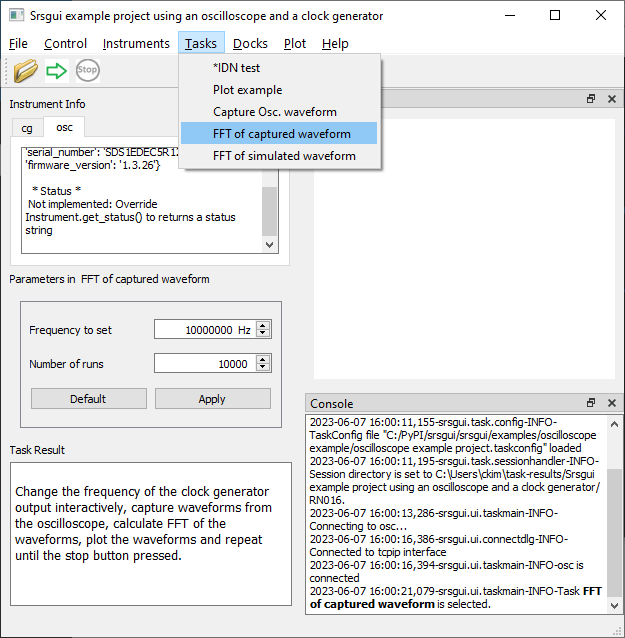 Srsgui example project using an oscilloscope and a clock generator
File Control Instruments Tasks Docks Plot Help
Stop
*IDN test
Plot example
Capture Osc. waveform
FFT of captured waveform
FFT of simulated waveform
Instrument Info
cg osc
'firmware_version': '1.3.26'}
* Status *
Not implemented: Override
Instrument.get_status() to returns a status
string
Parameters in FFT of captured waveform
Frequency to set 10000000 Hz
Number of runs 10000
Default Apply
Task Result
Change the frequency of the clock generator
output interactively, capture waveforms from
the oscilloscope, calculate FFT of the
waveforms, plot the waveforms and repeat
until the stop button pressed.
Console
2023-06-07 16:00:11,155-srsgui.task.config-INFO-
TaskConfig file "C:/PyPI/srsgui/srsgui/examples/oscilloscope
example/oscilloscope example project.taskconfig" loaded
2023-06-07 16:00:11,195-srsgui.task.sessionhandler-INFO-
Session directory is set to C:\Users\ckim\task-results/Srsgui
example project using an oscilloscope and a clock generator/
RN016.
2023-06-07 16:00:13,286-srsgui.ui.taskmain-INFO-
Connecting to osc...
2023-06-07 16:00:16,386-srsgui.ui.connectdlg-INFO-
Connected to tcpip interface
2023-06-07 16:00:16,394-srsgui.ui.taskmain-INFO-osc is
connected
2023-06-07 16:00:21,079-srsgui.ui.taskmain-INFO-Task FFT
of captured waveform is selected.